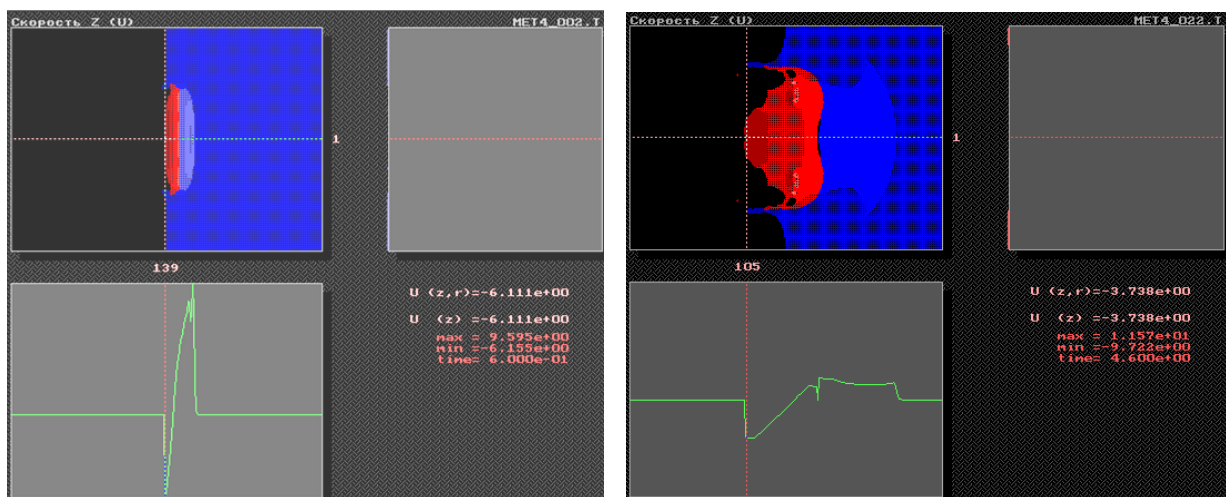 Скорость Z (U)
MET4_002.T
1
139
U (z,r)=-6.111e+00
U (z)=-6.111e+00
max = 9.595e+00
min =-6.155e+00
time= 6.000e-01
Скорость Z (U)
MET4_022.T
1
105
U (z,r)=-3.738e+00
U (z)=-3.738e+00
max = 1.157e+01
min =-9.722e+00
time= 4.600e+00